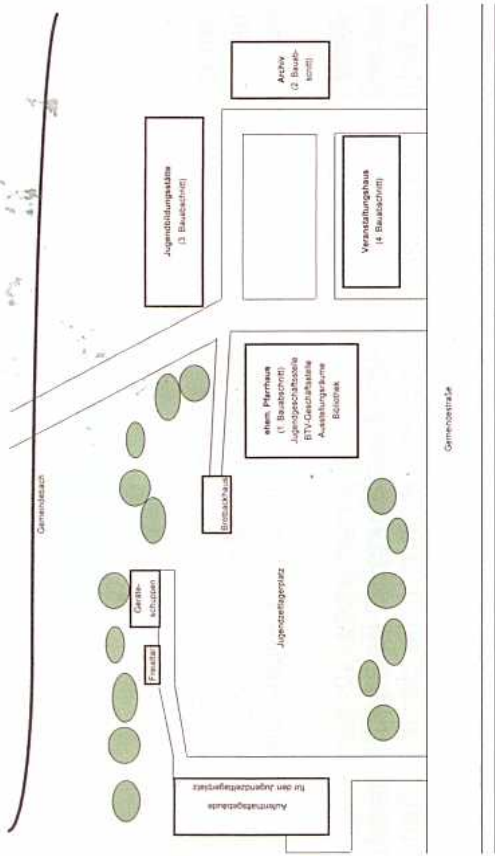 Gemeindebach
Archiv
(2. Bauab-
schnitt)
Jugendbildungsstätte
(3. Bauabschnitt)
Veranstaltungshaus
(4. Bauabschnitt)
ehem. Pfarrhaus
(1. Bauabschnitt)
Jugendgeschäftsstelle
BTV-Geschäftsstelle
Ausstellungsräume
Bibliothek
Brotbackhaus
Geräte-
schuppen
Freialtar
Jugendzeltlagerplatz
Aufenthaltsgebäude
für den Jugendzeltlagerplatz
Gemeindestraße